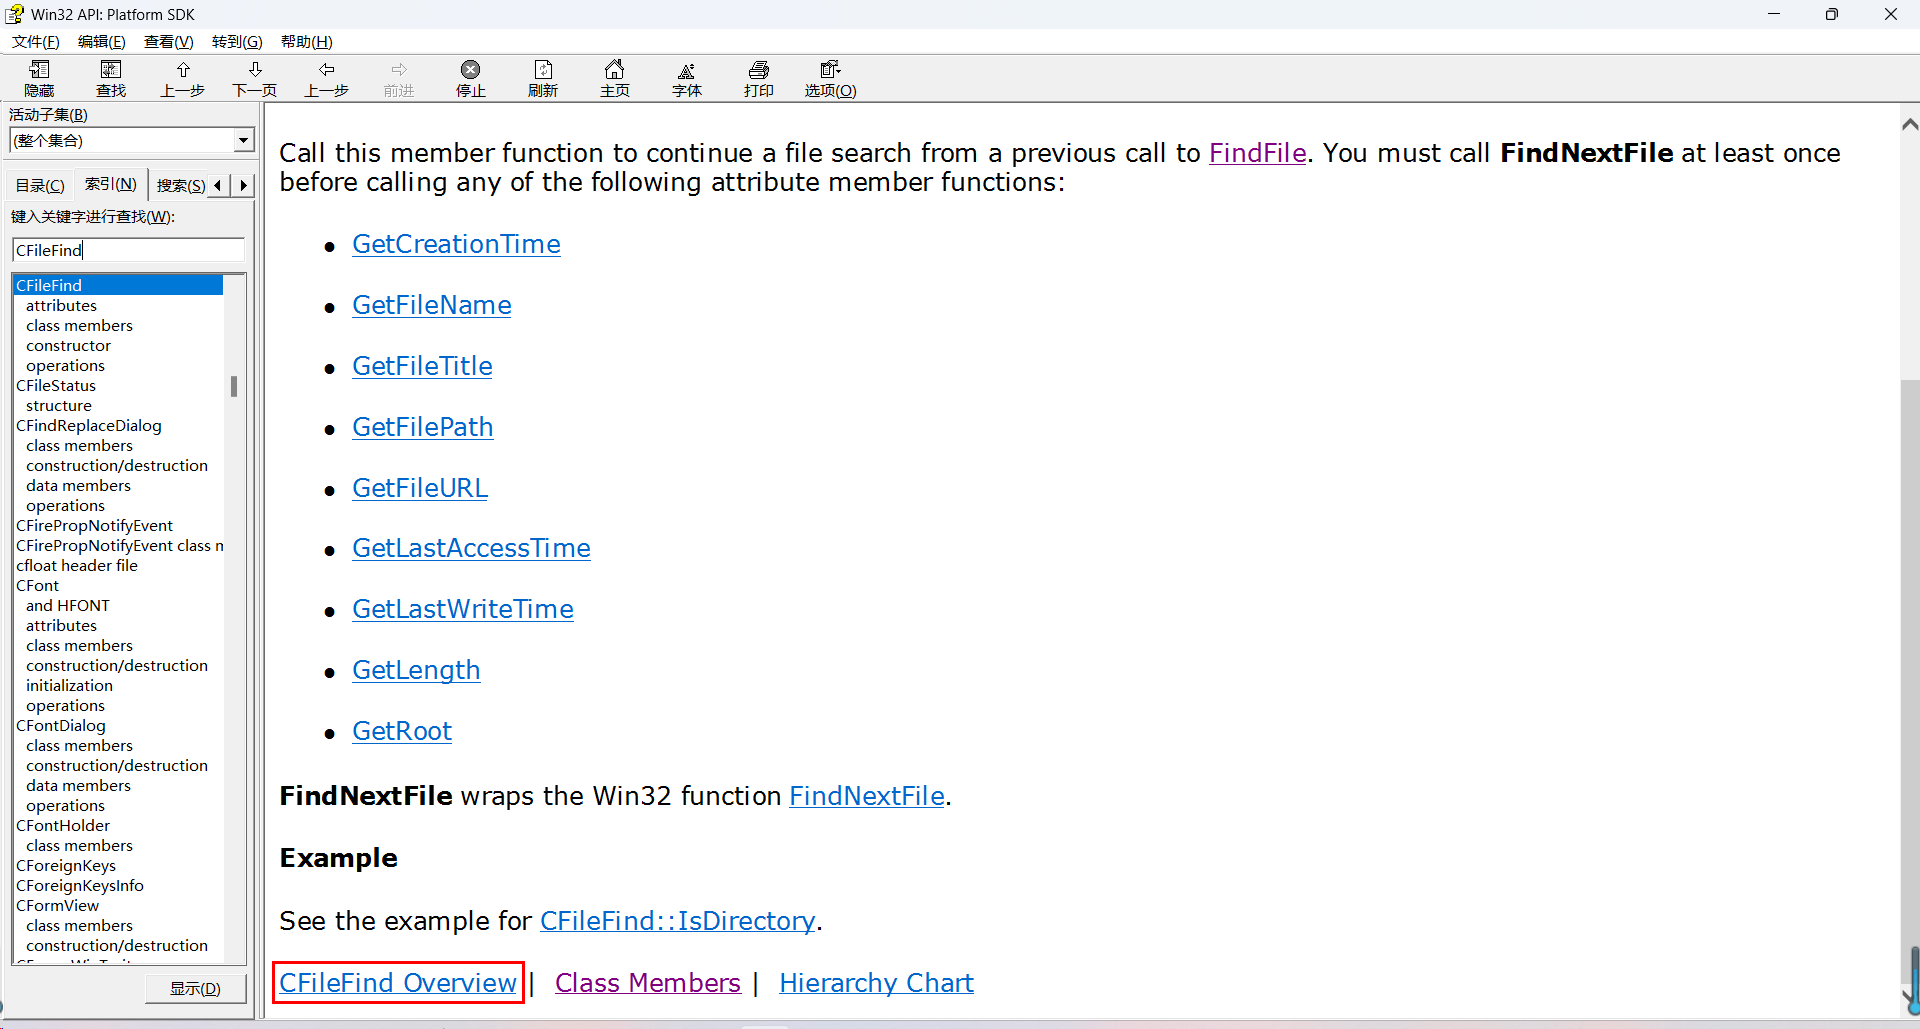 Win32 API: Platform SDK
文件(F) 编辑(E) 查看(V) 转到(G) 帮助(H)
隐藏 查找 上一步 下一页 上一步 前进 停止 刷新 主页 字体 打印 选项(O)
活动子集(B)
(整个集合)
目录(C) 索引(N) 搜索(S)
键入关键字进行查找(W):
CFileFind
CFileFind
attributes
class members
constructor
operations
CFileStatus
structure
CFindReplaceDialog
class members
construction/destruction
data members
operations
CFirePropNotifyEvent
CFirePropNotifyEvent class n
cfloat header file
CFont
and HFONT
attributes
class members
construction/destruction
initialization
operations
CFontDialog
class members
construction/destruction
data members
operations
CFontHolder
class members
CForeignKeys
CForeignKeysInfo
CFormView
class members
construction/destruction
显示(D)
Call this member function to continue a file search from a previous call to FindFile. You must call FindNextFile at least once
before calling any of the following attribute member functions:
● GetCreationTime
● GetFileName
● GetFileTitle
● GetFilePath
● GetFileURL
● GetLastAccessTime
● GetLastWriteTime
● GetLength
● GetRoot
FindNextFile wraps the Win32 function FindNextFile.
Example
See the example for CFileFind::IsDirectory.
CFileFind Overview | Class Members | Hierarchy Chart